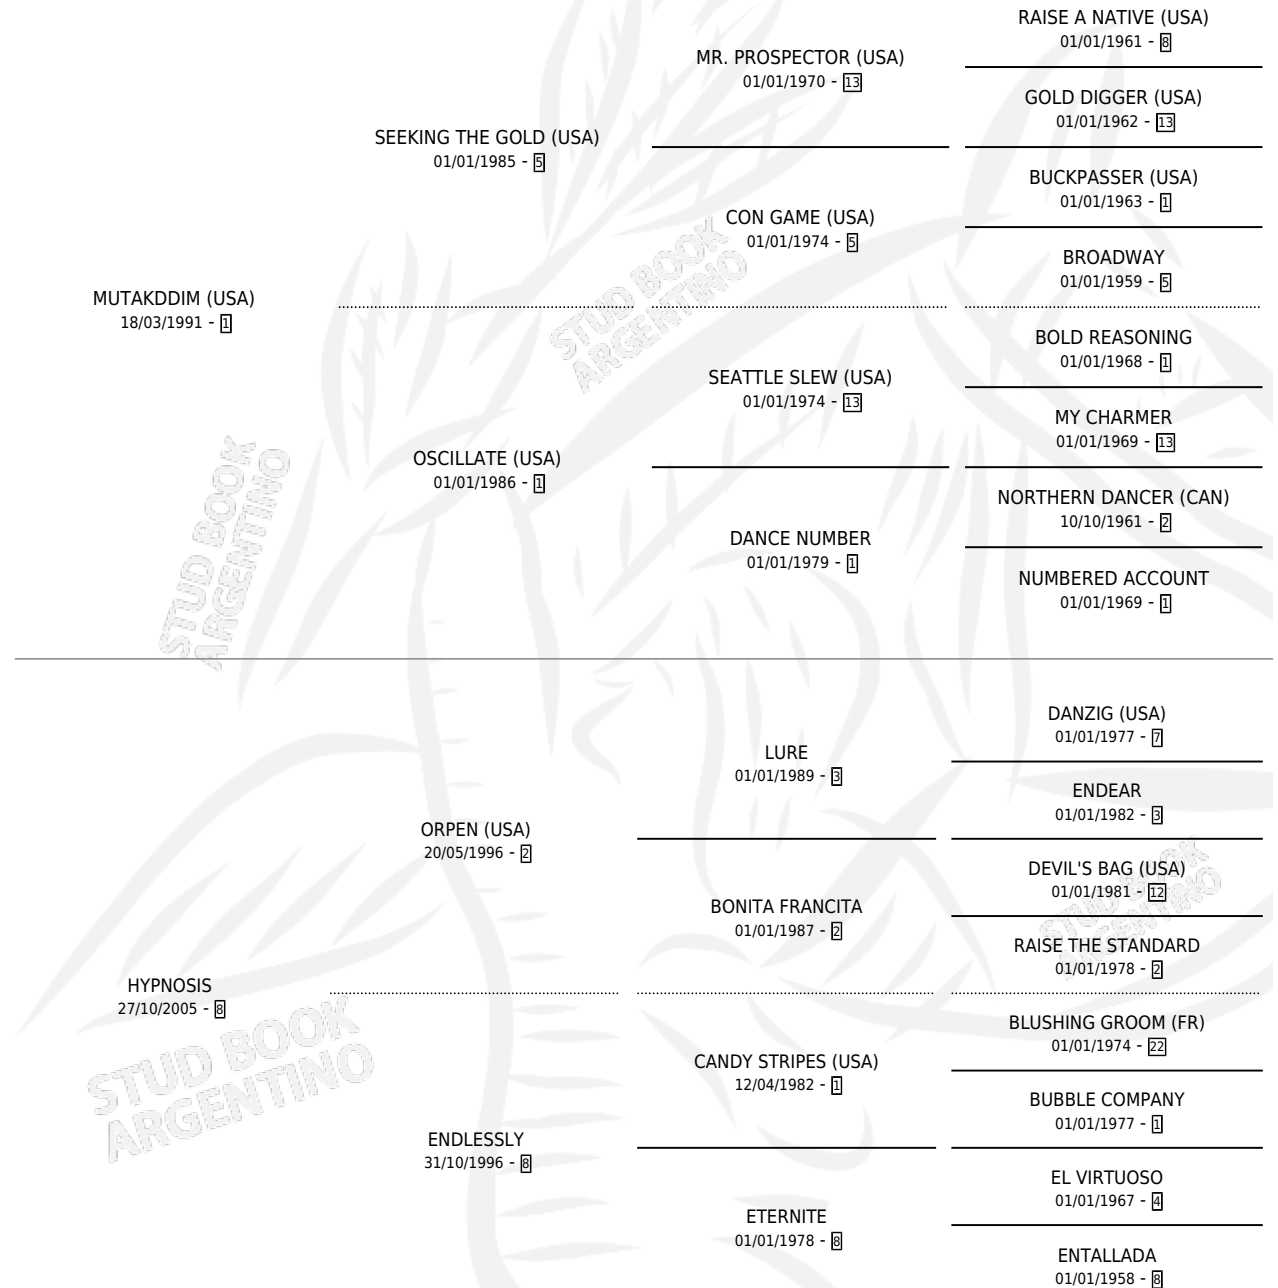 RAISE A NATIVE (USA)
01/01/1961 - 8
MR. PROSPECTOR (USA)
01/01/1970 - 13
GOLD DIGGER (USA)
01/01/1962 - 13
SEEKING THE GOLD (USA)
01/01/1985 - 5
BUCKPASSER (USA)
01/01/1963 - 1
CON GAME (USA)
01/01/1974 - 5
BROADWAY
01/01/1959 - 5
MUTAKDDIM (USA)
18/03/1991 - 1
BOLD REASONING
01/01/1968 - 1
SEATTLE SLEW (USA)
01/01/1974 - 13
MY CHARMER
01/01/1969 - 13
OSCILLATE (USA)
01/01/1986 - 1
NORTHERN DANCER (CAN)
10/10/1961 - 2
DANCE NUMBER
01/01/1979 - 1
NUMBERED ACCOUNT
01/01/1969 - 1
DANZIG (USA)
01/01/1977 - 7
LURE
01/01/1989 - 3
ENDEAR
01/01/1982 - 3
ORPEN (USA)
20/05/1996 - 2
DEVIL'S BAG (USA)
01/01/1981 - 12
BONITA FRANCITA
01/01/1987 - 2
RAISE THE STANDARD
01/01/1978 - 2
HYPNOSIS
27/10/2005 - 8
BLUSHING GROOM (FR)
01/01/1974 - 22
CANDY STRIPES (USA)
12/04/1982 - 1
BUBBLE COMPANY
01/01/1977 - 1
ENDLESSLY
31/10/1996 - 8
EL VIRTUOSO
01/01/1967 - 4
ETERNITE
01/01/1978 - 8
ENTALLADA
01/01/1958 - 8
STUD BOOK
ARGENTINO
STUD BOOK
ARGENTINO
STUD BOOK
ARGENTINO
STUD BOOK
ARGENTINO